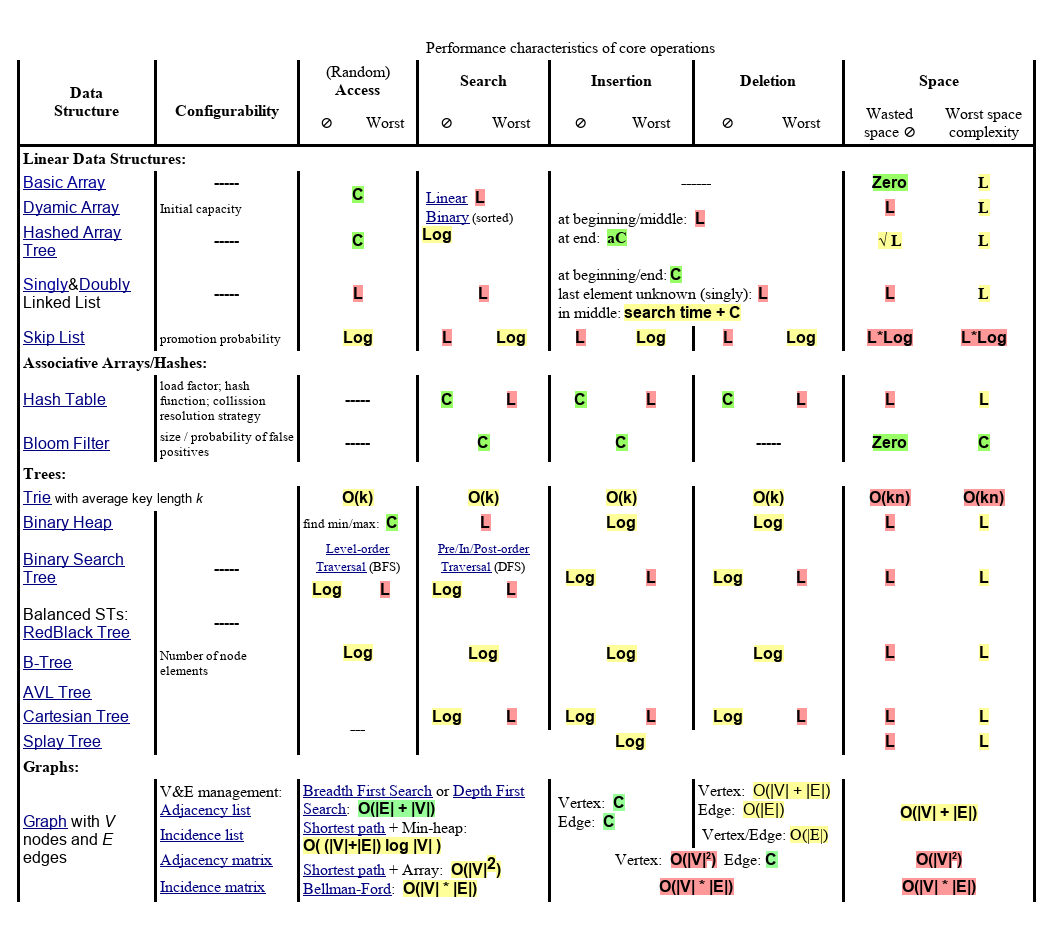 Performance characteristics of core operations
Data Structure Configurability (Random) Access Search Insertion Deletion Space
⊘ Worst ⊘ Worst ⊘ Worst ⊘ Worst Wasted space ⊘ Worst space complexity
Linear Data Structures:
Basic Array ----- C Linear L ------ Zero L
Dyamic Array Initial capacity Binary (sorted) at beginning/middle: L L L
Hashed Array Tree ----- C Log at end: aC √ L L
Singly&Doubly Linked List ----- L L at beginning/end: C L L
last element unknown (singly): L
in middle: search time + C
Skip List promotion probability Log L Log L Log L Log L*Log L*Log
Associative Arrays/Hashes:
Hash Table load factor; hash function; collission resolution strategy ----- C L C L C L L L
Bloom Filter size / probability of false positives ----- C C ----- Zero C
Trees:
Trie with average key length k O(k) O(k) O(k) O(k) O(kn) O(kn)
Binary Heap find min/max: C L Log Log L L
Binary Search Tree ----- Level-order Traversal (BFS) Pre/In/Post-order Traversal (DFS)
Log L Log L Log L Log L L L
Balanced STs:
RedBlack Tree -----
B-Tree Number of node elements Log Log Log Log L L
AVL Tree
Cartesian Tree --- Log L Log L Log L L L
Splay Tree Log L L
Graphs:
Graph with V nodes and E edges
V&E management:
Adjacency list
Incidence list
Adjacency matrix
Incidence matrix
Breadth First Search or Depth First
Search: O(|E| + |V|)
Shortest path + Min-heap:
O( (|V|+|E|) log |V| )
Shortest path + Array: O(|V|2)
Bellman-Ford: O(|V| * |E|)
Vertex: C
Edge: C
Vertex: O(|V| + |E|)
Edge: O(|E|)
Vertex/Edge: O(|E|)
O(|V| + |E|)
Vertex: O(|V|²) Edge: C O(|V|²)
O(|V| * |E|) O(|V| * |E|)